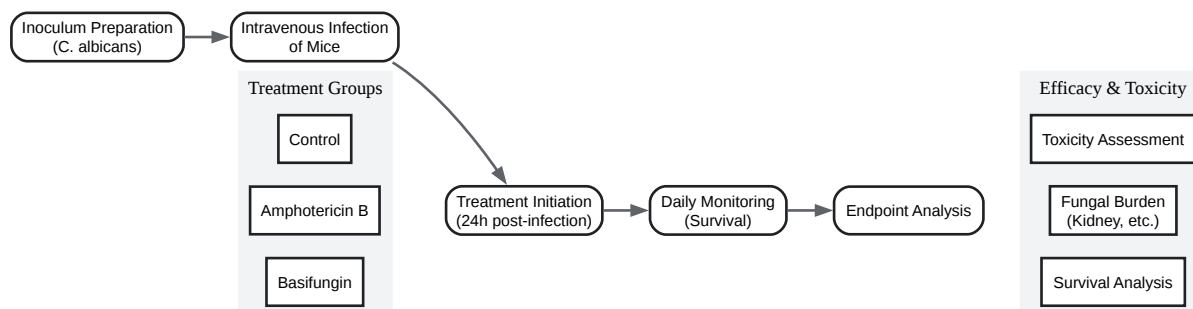 Inoculum Preparation
(C. albicans)
Intravenous Infection
of Mice
Treatment Groups
Control
Amphotericin B
Basifungin
Treatment Initiation
(24h post-infection)
Daily Monitoring
(Survival)
Endpoint Analysis
Efficacy & Toxicity
Toxicity Assessment
Fungal Burden
(Kidney, etc.)
Survival Analysis